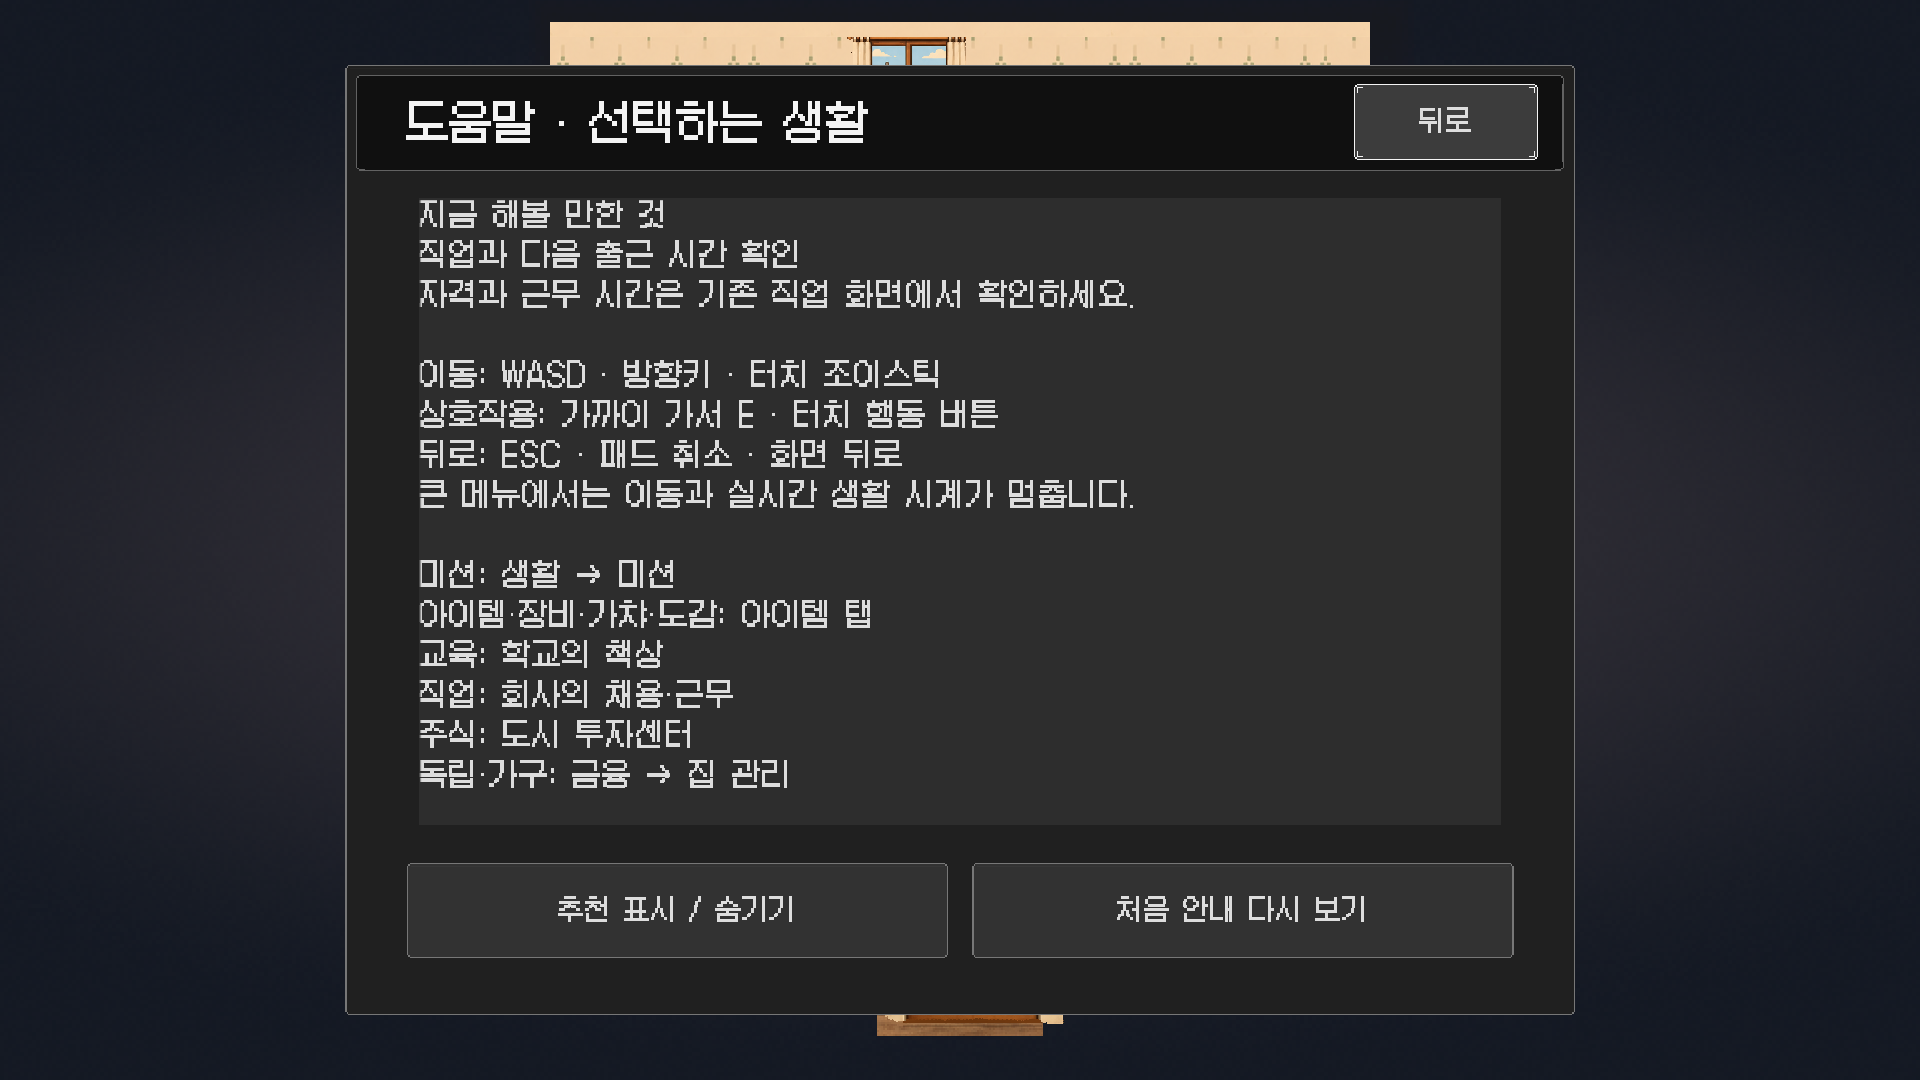 도움말 · 선택하는 생활
뒤로
지금 해볼 만한 것
직업과 다음 출근 시간 확인
자격과 근무 시간은 기존 직업 화면에서 확인하세요.
이동: WASD · 방향키 · 터치 조이스틱
상호작용: 가까이 가서 E · 터치 행동 버튼
뒤로: ESC · 패드 취소 · 화면 뒤로
큰 메뉴에서는 이동과 실시간 생활 시계가 멈춥니다.
미션: 생활 → 미션
아이템·장비·가챠·도감: 아이템 탭
교육: 학교의 책상
직업: 회사의 채용·근무
주식: 도시 투자센터
독립·가구: 금융 → 집 관리
추천 표시 / 숨기기
처음 안내 다시 보기